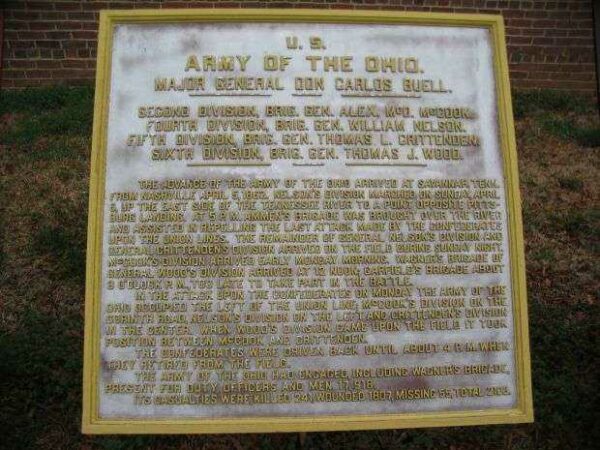 U. S.
ARMY OF THE OHIO.
MAJOR GENERAL DON CARLOS BUELL.
SECOND DIVISION, BRIG. GEN. ALEX. McD. McCOOK.
FOURTH DIVISION, BRIG. GEN. WILLIAM NELSON.
FIFTH DIVISION, BRIG. GEN. THOMAS L. CRITTENDEN.
SIXTH DIVISION, BRIG. GEN. THOMAS J. WOOD.
THE ADVANCE OF THE ARMY OF THE OHIO ARRIVED AT SAVANNAH, TENN.
FROM NASHVILLE APRIL 5, 1862. NELSON'S DIVISION MARCHED ON SUNDAY, APRIL
6, UP THE EAST SIDE OF THE TENNESSEE RIVER TO A POINT OPPOSITE PITTS-
BURG LANDING. AT 5 P. M. AMMEN'S BRIGADE WAS BROUGHT OVER THE RIVER
AND ASSISTED IN REPELLING THE LAST ATTACK MADE BY THE CONFEDERATES
UPON THE UNION LINES. THE REMAINDER OF GENERAL NELSON'S DIVISION AND
GENERAL CRITTENDEN'S DIVISION ARRIVED ON THE FIELD DURING SUNDAY NIGHT.
McCOOK'S DIVISION ARRIVED EARLY MONDAY MORNING. WAGNER'S BRIGADE OF
GENERAL WOOD'S DIVISION ARRIVED AT 12 NOON, GARFIELD'S BRIGADE ABOUT
3 O'CLOCK P. M., TOO LATE TO TAKE PART IN THE BATTLE.
IN THE ATTACK UPON THE CONFEDERATES ON MONDAY THE ARMY OF THE
OHIO OCCUPIED THE LEFT OF THE UNION LINE, McCOOK'S DIVISION ON THE
CORINTH ROAD, NELSON'S DIVISION ON THE LEFT AND CRITTENDEN'S DIVISION
IN THE CENTER. WHEN WOOD'S DIVISION CAME UPON THE FIELD IT TOOK
POSITION BETWEEN McCOOK AND CRITTENDEN.
THE CONFEDERATES WERE DRIVEN BACK UNTIL ABOUT 4 P. M. WHEN
THEY RETIRED FROM THE FIELD.
THE ARMY OF THE OHIO HAD ENGAGED INCLUDING WAGNER'S BRIGADE,
PRESENT FOR DUTY OFFICERS AND MEN 17,918.
ITS CASUALTIES WERE KILLED 241, WOUNDED 1807, MISSING 55, TOTAL 2103.